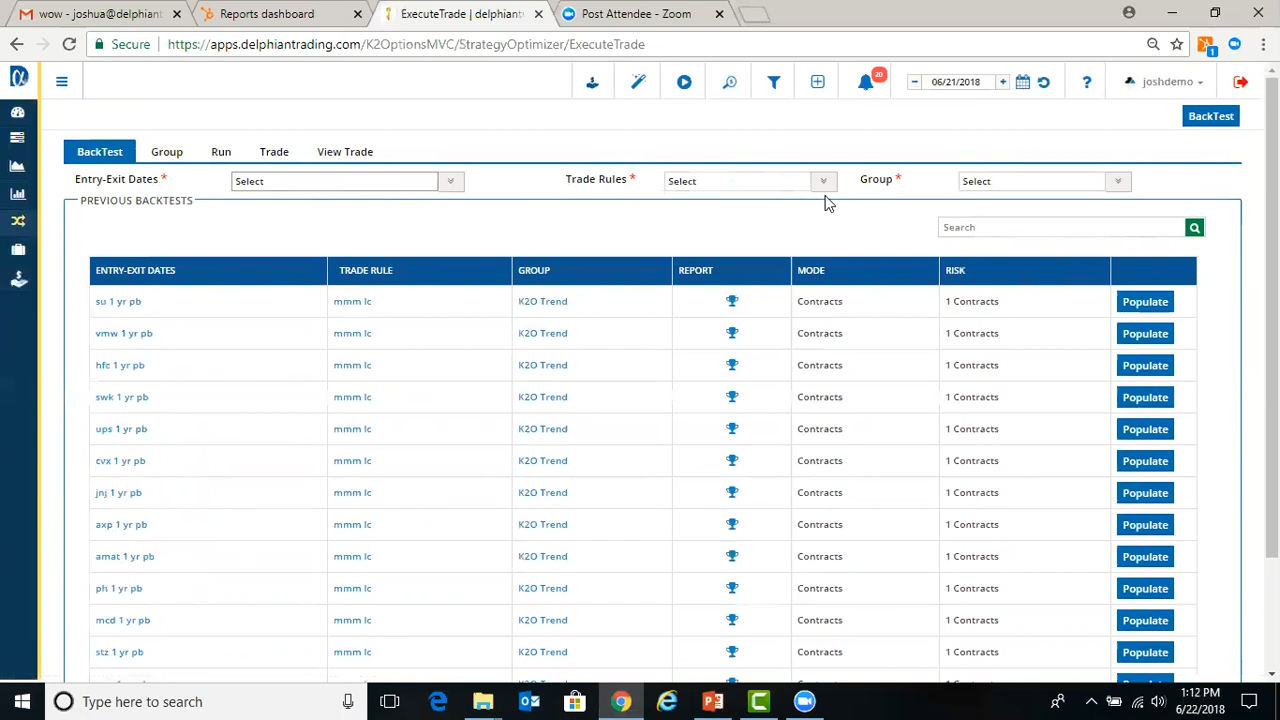 wow - joshua@delphiant
Reports dashboard
ExecuteTrade | delphiant
Post Attendee - Zoom
Secure
https://apps.delphiantrading.com/K2OptionsMVC/StrategyOptimizer/ExecuteTrade
1
20
06/21/2018
?
joshdemo
BackTest
BackTest Group Run Trade View Trade
Entry-Exit Dates * Select Trade Rules * Select Group * Select
PREVIOUS BACKTESTS
Search
ENTRY-EXIT DATES TRADE RULE GROUP REPORT MODE RISK
su 1 yr pb mmm lc K2O Trend Contracts 1 Contracts Populate
vmw 1 yr pb mmm lc K2O Trend Contracts 1 Contracts Populate
hfc 1 yr pb mmm lc K2O Trend Contracts 1 Contracts Populate
swk 1 yr pb mmm lc K2O Trend Contracts 1 Contracts Populate
ups 1 yr pb mmm lc K2O Trend Contracts 1 Contracts Populate
cvx 1 yr pb mmm lc K2O Trend Contracts 1 Contracts Populate
jnj 1 yr pb mmm lc K2O Trend Contracts 1 Contracts Populate
axp 1 yr pb mmm lc K2O Trend Contracts 1 Contracts Populate
amat 1 yr pb mmm lc K2O Trend Contracts 1 Contracts Populate
ph 1 yr pb mmm lc K2O Trend Contracts 1 Contracts Populate
mcd 1 yr pb mmm lc K2O Trend Contracts 1 Contracts Populate
stz 1 yr pb mmm lc K2O Trend Contracts 1 Contracts Populate
Type here to search
1:12 PM
6/22/2018